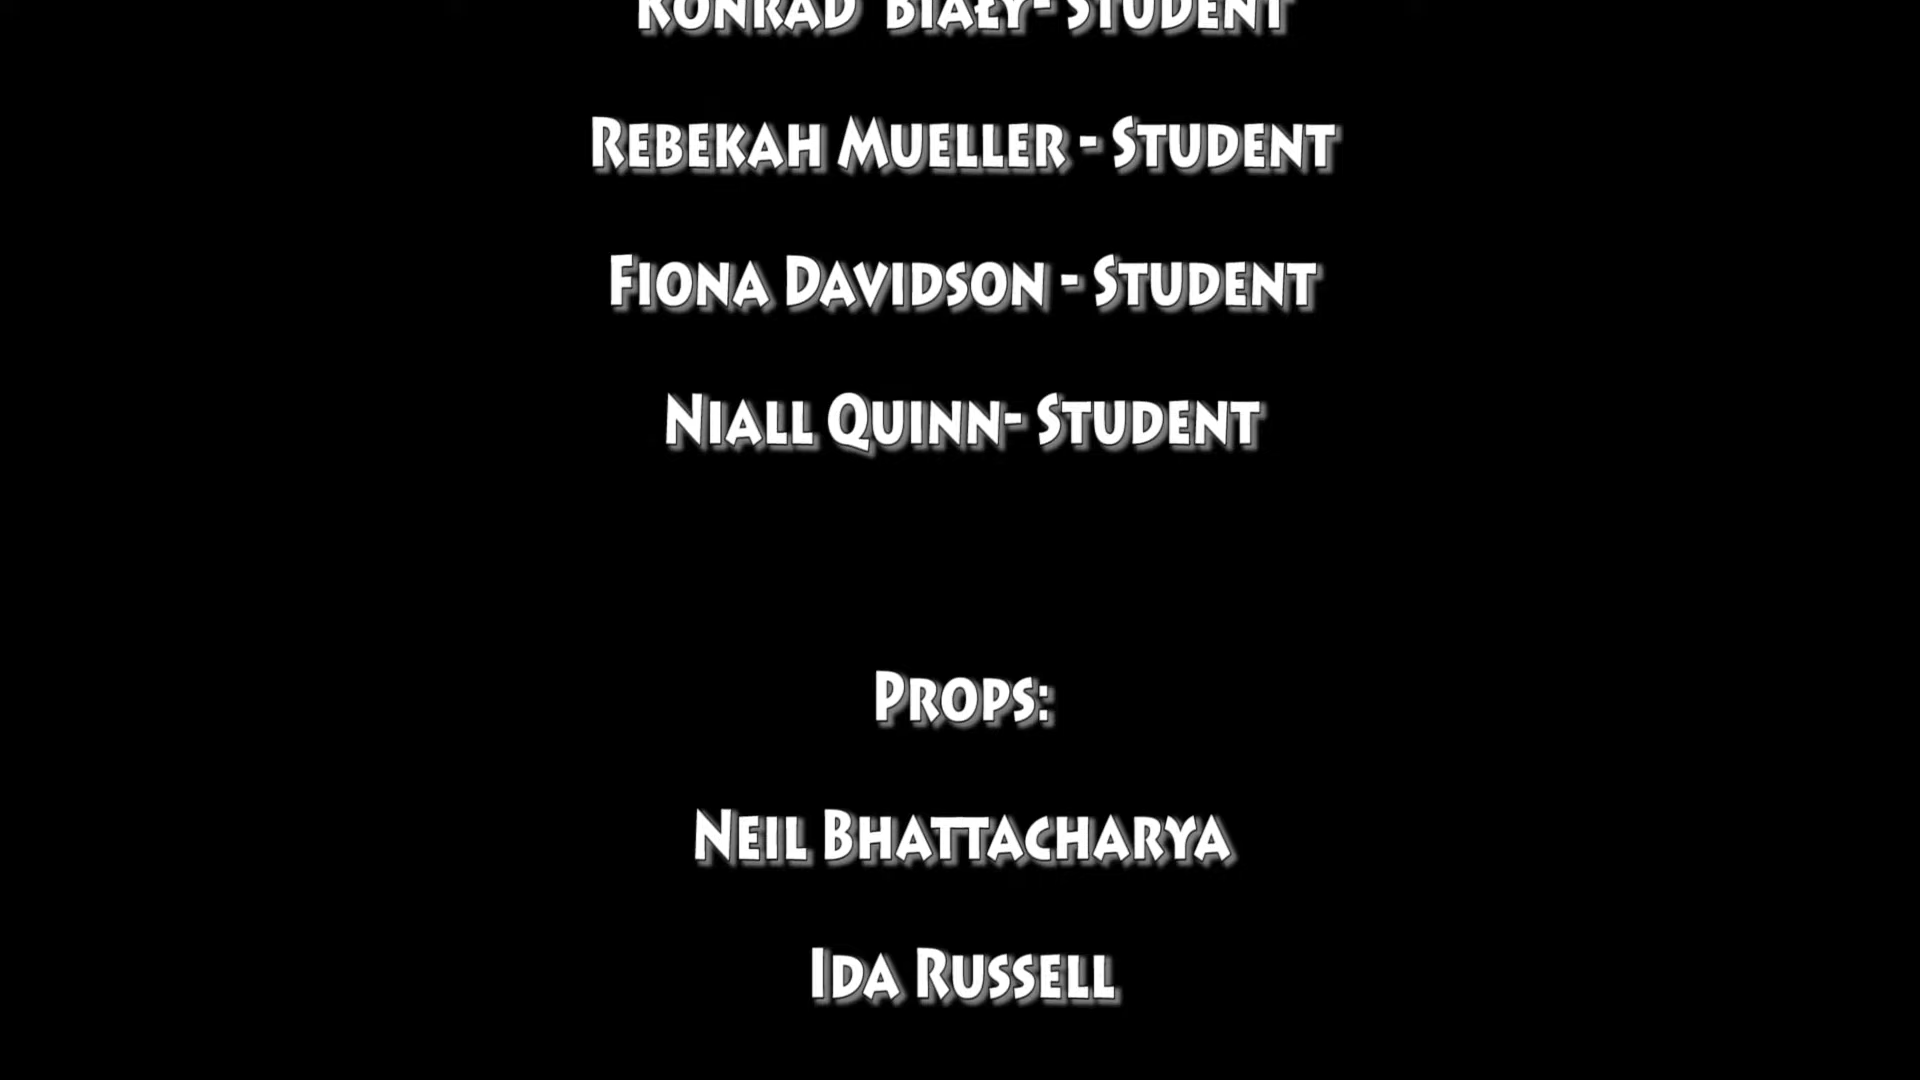 Konrad Biały- Student
Rebekah Mueller - Student
Fiona Davidson - Student
Niall Quinn- Student
Props:
Neil Bhattacharya
Ida Russell